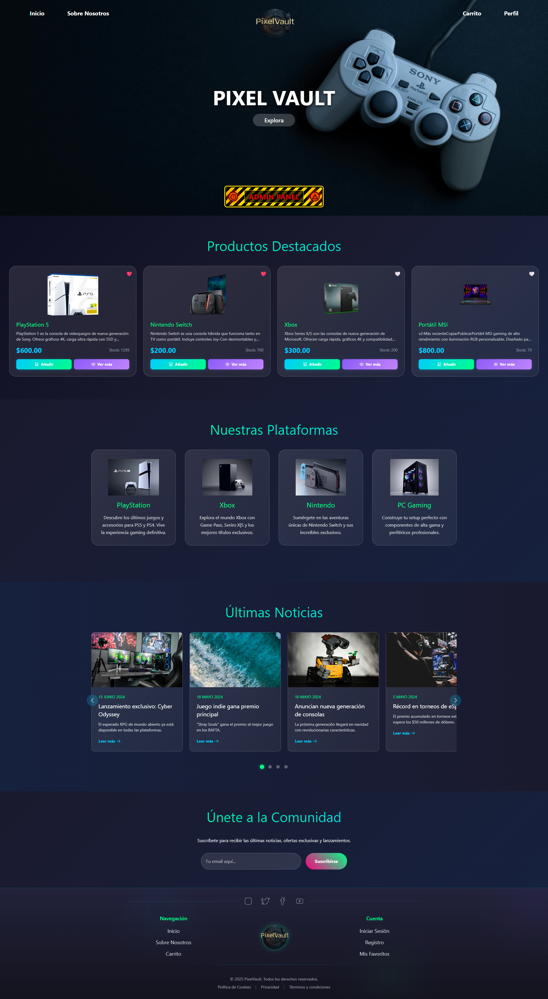 Inicio
Sobre Nosotros
PixelVault
Carrito
Perfil
L
R
SONY
PlayStation
SELECT
START
ANALOG
PIXEL VAULT
Explora
ADMIN PANEL
Productos Destacados
SONY
PS5
PlayStation 5
PlayStation 5 es la consola de videojuegos de nueva generación
de Sony. Ofrece gráficos 4K, carga ultra rápida con SSD y...
$600.00
Stock: 1299
Añadir
Ver más
2
Nintendo Switch
Nintendo Switch es una consola híbrida que funciona tanto en
TV como portátil. Incluye controles Joy-Con desmontables y...
$200.00
Stock: 700
Añadir
Ver más
XBOX
X
Xbox
Xbox Series X/S son las consolas de nueva generación de
Microsoft. Ofrecen carga rápida, gráficos 4K y compatibilidad...
$300.00
Stock: 200
Añadir
Ver más
Portátil MSI
v2·Más recienteCopiarPublicarPortátil MSI gaming de alto
rendimiento con iluminación RGB personalizable. Diseñado pa...
$800.00
Stock: 70
Añadir
Ver más
Nuestras Plataformas
PS5
PlayStation
Descubre los últimos juegos y
accesorios para PS5 y PS4. Vive
la experiencia gaming definitiva.
Xbox
Explora el mundo Xbox con
Game Pass, Series X|S y los
mejores títulos exclusivos.
2
2
Nintendo
Sumérgete en las aventuras
únicas de Nintendo Switch y sus
increíbles exclusivos.
PC Gaming
Construye tu setup perfecto con
componentes de alta gama y
periféricos profesionales.
Últimas Noticias
15 JUNIO 2024
Lanzamiento exclusivo: Cyber
Odyssey
El esperado RPG de mundo abierto ya está
disponible en todas las plataformas.
Leer más
18 MAYO 2024
Juego indie gana premio
principal
"Stray Souls" gana el premio al mejor juego
en los BAFTA.
Leer más
WALL·E
10 MAYO 2024
Anuncian nueva generación
de consolas
La próxima generación llegará en navidad
con revolucionarias características.
Leer más
5 MAYO 2024
Récord en torneos de eSp
El premio acumulado en torneos est
supera los $50 millones de dólares.
Leer más
Únete a la Comunidad
Suscríbete para recibir las últimas noticias, ofertas exclusivas y lanzamientos.
Tu email aquí...
Suscribirse
Navegación
Inicio
Sobre Nosotros
Carrito
PixelVault
Cuenta
Iniciar Sesión
Registro
Mis Favoritos
© 2025 PixelVault. Todos los derechos reservados.
Política de Cookies | Privacidad | Términos y condiciones